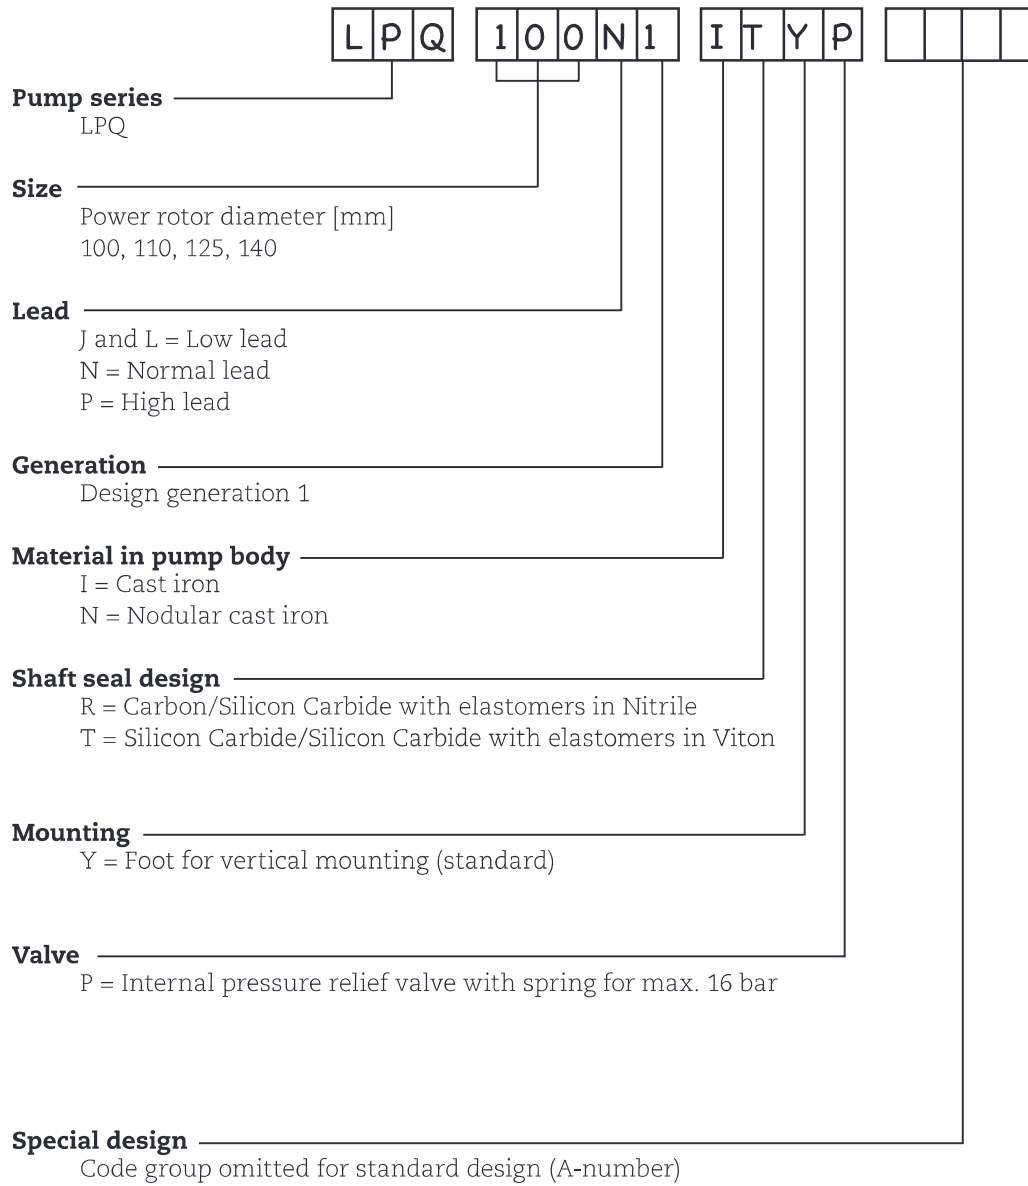 LPQ 100N1 ITYP
Pump series
LPQ
Size
Power rotor diameter [mm]
100, 110, 125, 140
Lead
J and L = Low lead
N = Normal lead
P = High lead
Generation
Design generation 1
Material in pump body
I = Cast iron
N = Nodular cast iron
Shaft seal design
R = Carbon/Silicon Carbide with elastomers in Nitrile
T = Silicon Carbide/Silicon Carbide with elastomers in Viton
Mounting
Y = Foot for vertical mounting (standard)
Valve
P = Internal pressure relief valve with spring for max. 16 bar
Special design
Code group omitted for standard design (A-number)